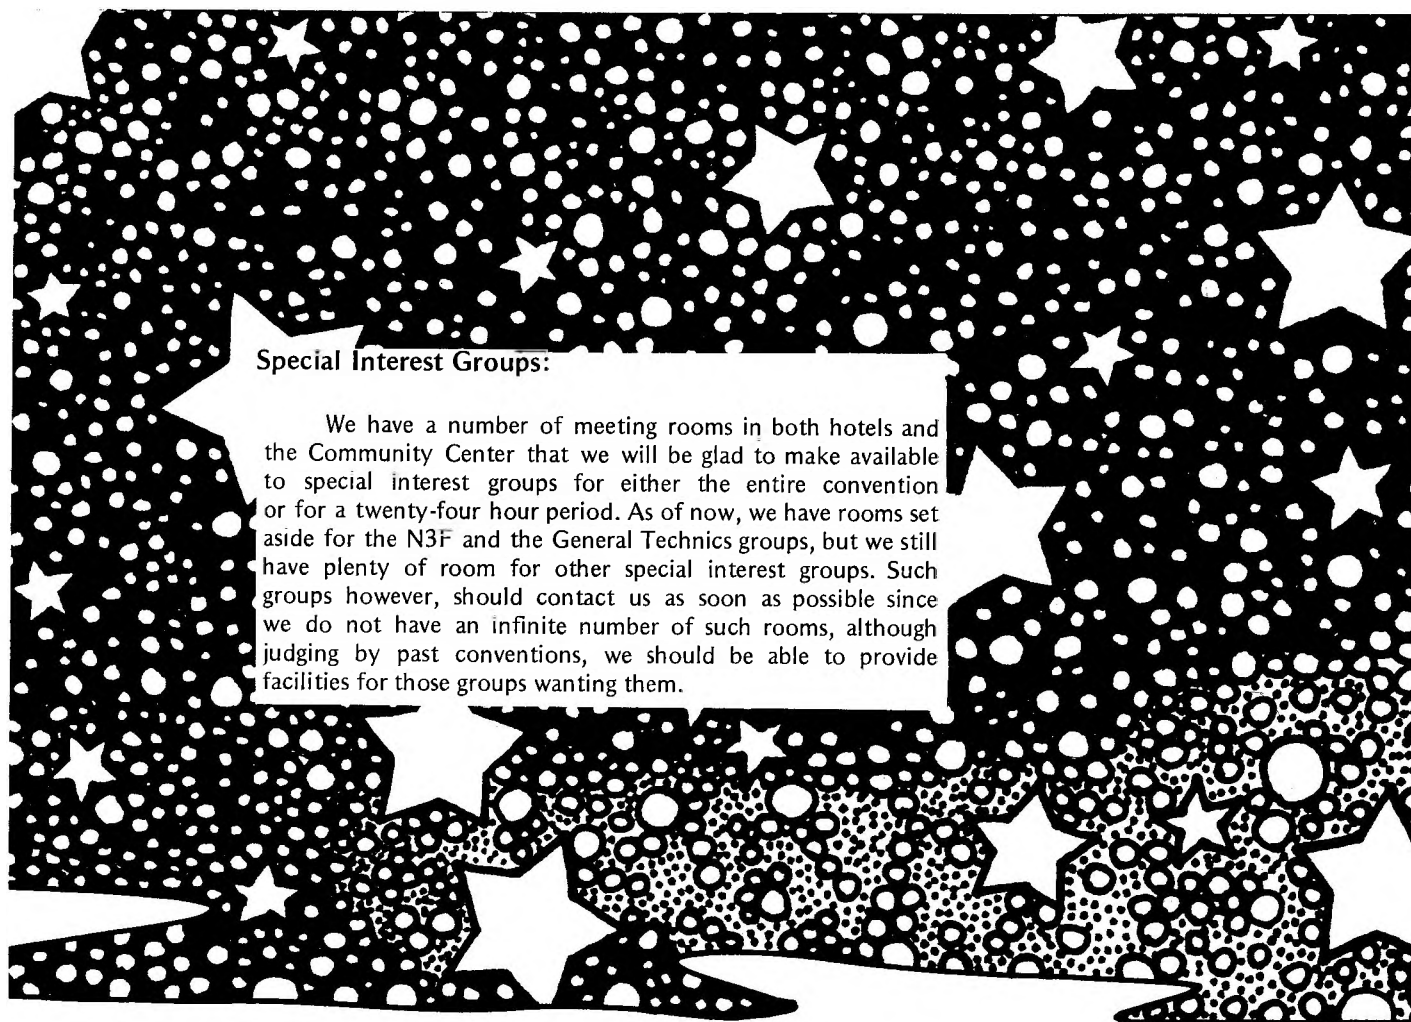 Special Interest Groups:
We have a number of meeting rooms in both hotels and
the Community Center that we will be glad to make available
to special interest groups for either the entire convention
or for a twenty-four hour period. As of now, we have rooms set
aside for the N3F and the General Technics groups, but we still
have plenty of room for other special interest groups. Such
groups however, should contact us as soon as possible since
we do not have an infinite number of such rooms, although
judging by past conventions, we should be able to provide
facilities for those groups wanting them.